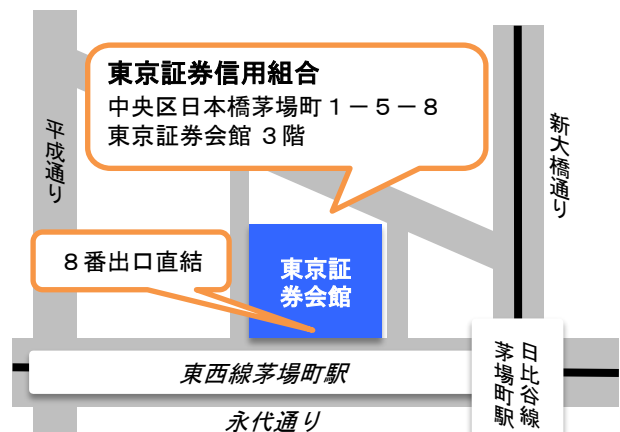 東京証券信用組合
中央区日本橋茅場町１－５－８
東京証券会館 ３階
平成通り
新大橋通り
８番出口直結
東京証
券会館
東西線茅場町駅
日比谷線
茅場町駅
永代通り